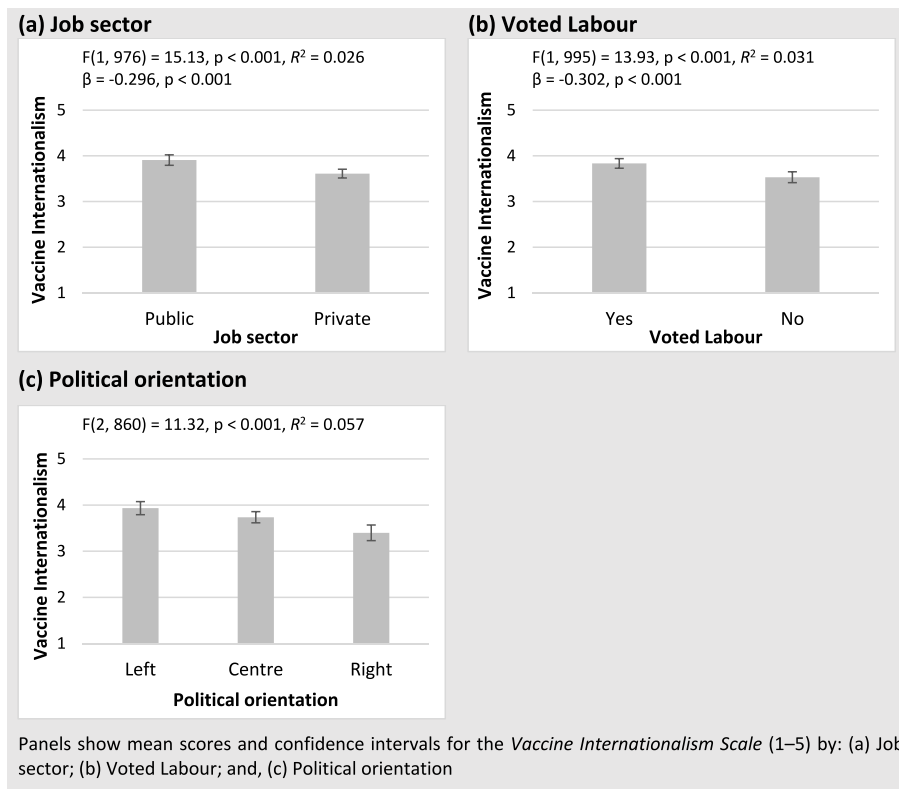 (a) Job sector
F(1, 976) = 15.13, p < 0.001, R² = 0.026
β = -0.296, p < 0.001
Vaccine Internationalism
5
4
3
2
1
Public Private
Job sector
(b) Voted Labour
F(1, 995) = 13.93, p < 0.001, R² = 0.031
β = -0.302, p < 0.001
Vaccine Internationalism
5
4
3
2
1
Yes No
Voted Labour
(c) Political orientation
F(2, 860) = 11.32, p < 0.001, R² = 0.057
Vaccine Internationalism
5
4
3
2
1
Left Centre Right
Political orientation
Panels show mean scores and confidence intervals for the Vaccine Internationalism Scale (1–5) by: (a) Job
sector; (b) Voted Labour; and, (c) Political orientation